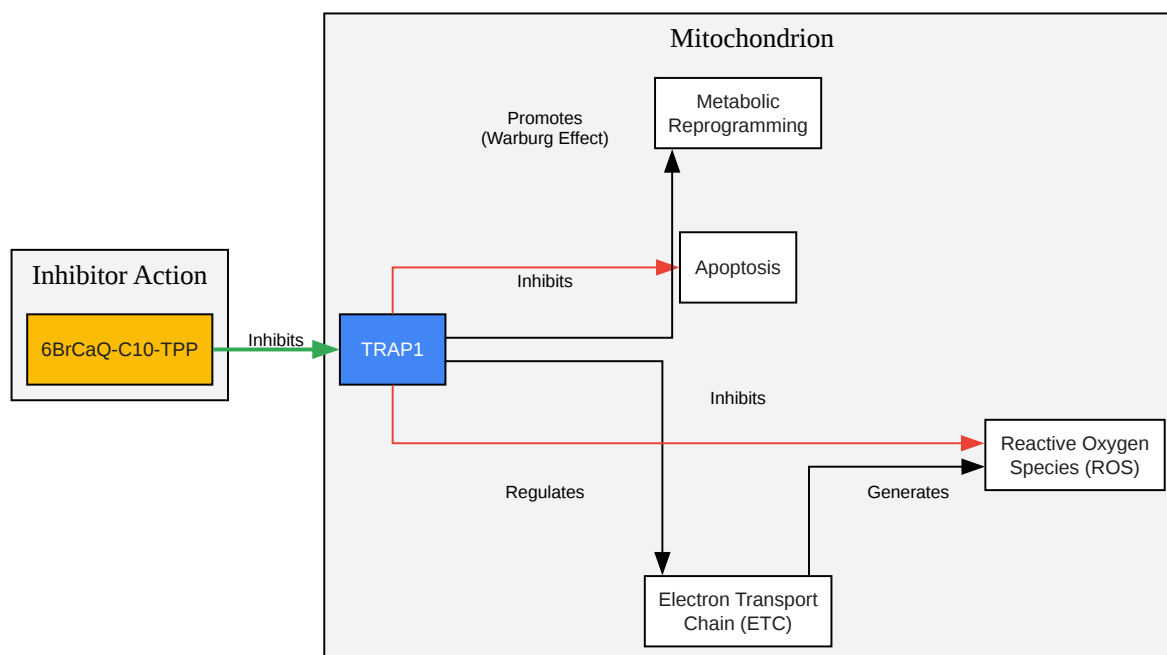 Mitochondrion
Metabolic
Reprogramming
Promotes
(Warburg Effect)
Inhibitor Action
Apoptosis
Inhibits
6BrCaQ-C10-TPP
Inhibits
TRAP1
Inhibits
Reactive Oxygen
Species (ROS)
Regulates
Generates
Electron Transport
Chain (ETC)